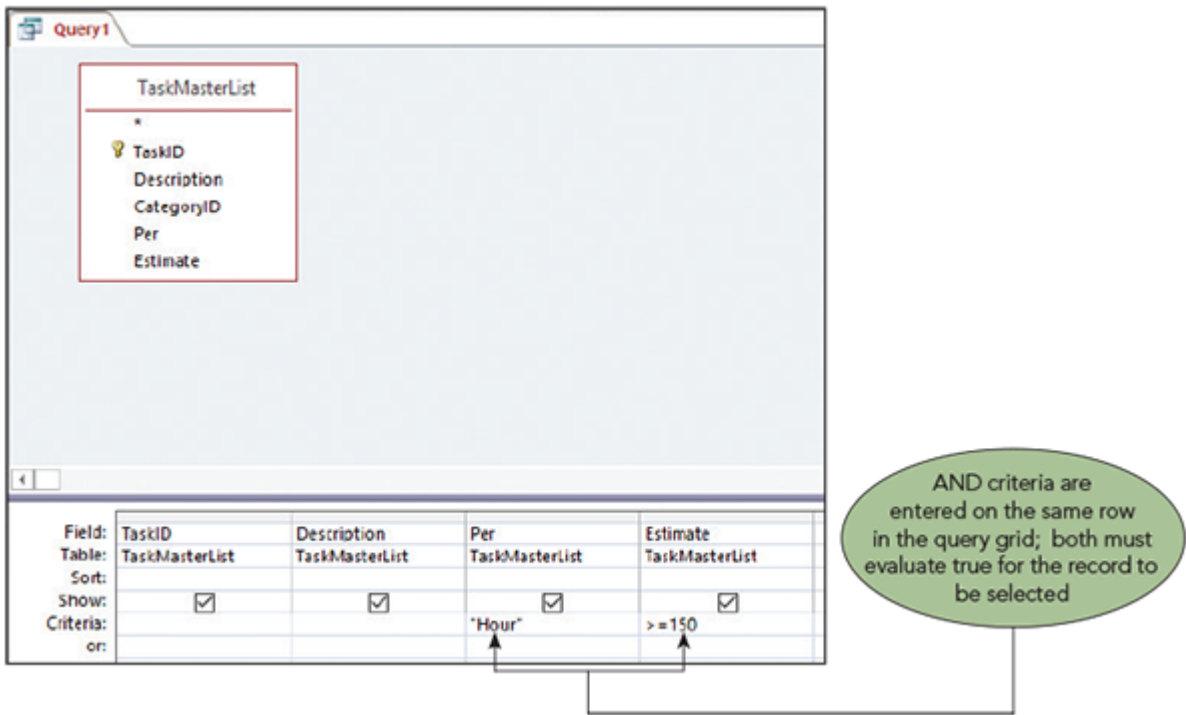 Query1
TaskMasterList
*
TaskID
Description
CategoryID
Per
Estimate
Field: TaskID Description Per Estimate
Table: TaskMasterList TaskMasterList TaskMasterList TaskMasterList
Sort:
Show:
Criteria: "Hour" >=150
or:
AND criteria are
entered on the same row
in the query grid; both must
evaluate true for the record to
be selected